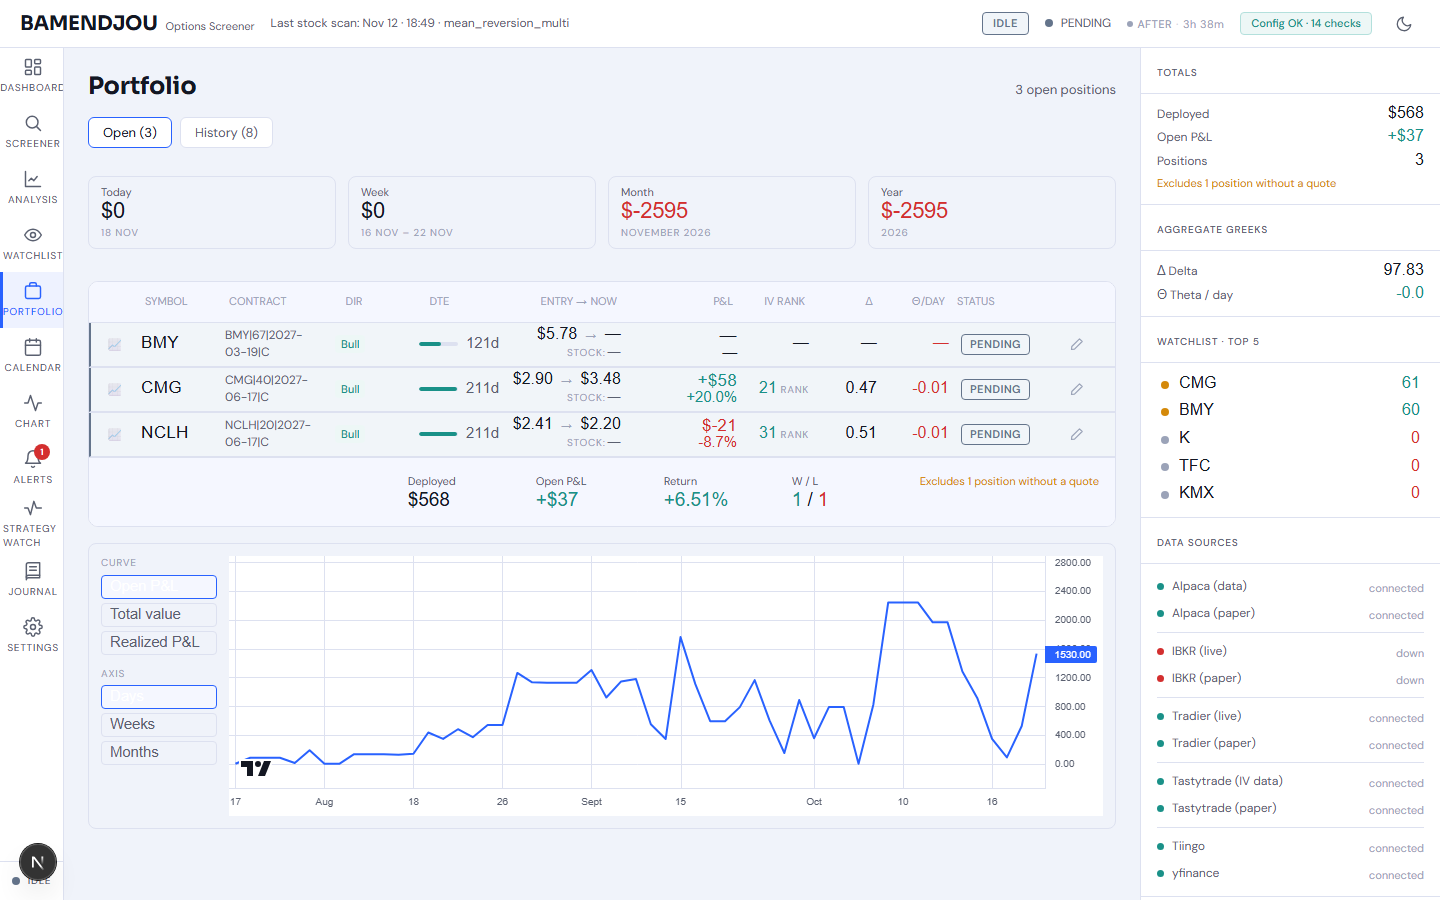 BAMENDJOU Options Screener Last stock scan: Nov 12 · 18:49 · mean_reversion_multi IDLE PENDING AFTER · 3h 38m Config OK · 14 checks
DASHBOARD
SCREENER
ANALYSIS
WATCHLIST
PORTFOLIO
CALENDAR
CHART
1
ALERTS
STRATEGY
WATCH
JOURNAL
SETTINGS
N
IDLE
Portfolio
3 open positions
Open (3) History (8)
Today
$0
18 NOV
Week
$0
16 NOV – 22 NOV
Month
$-2595
NOVEMBER 2026
Year
$-2595
2026
SYMBOL CONTRACT DIR DTE ENTRY → NOW P&L IV RANK Δ Θ/DAY STATUS
BMY BMY|67|2027-03-19|C Bull 121d $5.78 → — STOCK: — — — — — — PENDING
CMG CMG|40|2027-06-17|C Bull 211d $2.90 → $3.48 STOCK: — +$58 +20.0% 21 RANK 0.47 -0.01 PENDING
NCLH NCLH|20|2027-06-17|C Bull 211d $2.41 → $2.20 STOCK: — $-21 -8.7% 31 RANK 0.51 -0.01 PENDING
Deployed Open P&L Return W / L Excludes 1 position without a quote
$568 +$37 +6.51% 1 / 1
CURVE
Open P&L
Total value
Realized P&L
AXIS
Days
Weeks
Months
2800.00
2400.00
2000.00
1530.00
1200.00
800.00
400.00
0.00
17 Aug 18 26 Sept 15 Oct 10 16
TOTALS
Deployed $568
Open P&L +$37
Positions 3
Excludes 1 position without a quote
AGGREGATE GREEKS
Δ Delta 97.83
Θ Theta / day -0.0
WATCHLIST · TOP 5
CMG 61
BMY 60
K 0
TFC 0
KMX 0
DATA SOURCES
Alpaca (data) connected
Alpaca (paper) connected
IBKR (live) down
IBKR (paper) down
Tradier (live) connected
Tradier (paper) connected
Tastytrade (IV data) connected
Tastytrade (paper) connected
Tiingo connected
yfinance connected